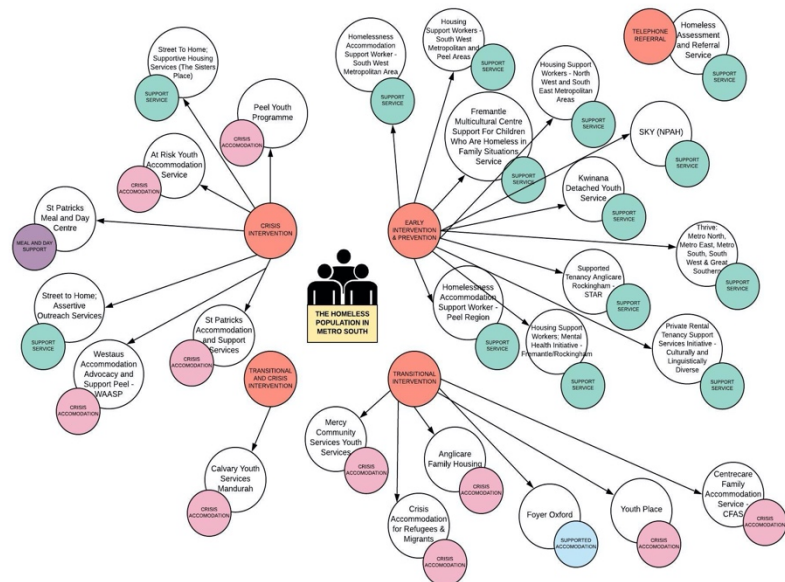 Street To Home;
Supportive Housing
Services (The Sisters
Place)
SUPPORT
SERVICE
Peel Youth
Programme
CRISIS
ACCOMODATION
At Risk Youth
Accommodation
Service
CRISIS
ACCOMODATION
St Patricks
Meal and Day
Centre
MEAL AND DAY
SUPPORT
CRISIS
INTERVENTION
Street to Home;
Assertive
Outreach Services
SUPPORT
SERVICE
Westaus
Accommodation
Advocacy and
Support Peel -
WAASP
CRISIS
ACCOMODATION
St Patricks
Accommodation
and Support
Services
CRISIS
ACCOMODATION
TRANSITIONAL
AND CRISIS
INTERVENTION
Calvary Youth
Services
Mandurah
CRISIS
ACCOMODATION
THE HOMELESS
POPULATION IN
METRO SOUTH
Homelessness
Accommodation
Support
Worker - South
West
Metropolitan Area
SUPPORT
SERVICE
Housing
Support Workers -
South West
Metropolitan and
Peel Areas
SUPPORT
SERVICE
Housing Support
Workers - North
West and South
East Metropolitan
Areas
SUPPORT
SERVICE
TELEPHONE
REFERRAL
Homeless
Assessment
and Referral
Service
SUPPORT
SERVICE
Fremantle
Multicultural Centre
Support For Children
Who Are Homeless in
Family Situations
Service
SUPPORT
SERVICE
SKY (NPAH)
SUPPORT
SERVICE
Kwinana
Detached Youth
Service
SUPPORT
SERVICE
EARLY
INTERVENTION
& PREVENTION
Thrive:
Metro North,
Metro East, Metro
South, South
West & Great
Southern
SUPPORT
SERVICE
Supported
Tenancy Anglicare
Rockingham -
STAR
SUPPORT
SERVICE
Homelessness
Accommodation
Support Worker -
Peel Region
SUPPORT
SERVICE
Housing Support
Workers; Mental
Health Initiative -
Fremantle/Rockingham
SUPPORT
SERVICE
Private Rental
Tenancy Support
Services Initiative -
Culturally and
Linguistically
Diverse
SUPPORT
SERVICE
TRANSITIONAL
INTERVENTION
Mercy
Community
Services Youth
Services
CRISIS
ACCOMODATION
Anglicare
Family Housing
CRISIS
ACCOMODATION
Crisis
Accommodation
for Refugees &
Migrants
CRISIS
ACCOMODATION
Foyer Oxford
SUPPORTED
ACCOMODATION
Youth Place
CRISIS
ACCOMODATION
Centrecare
Family
Accommodation
Service -
CFAS
CRISIS
ACCOMODATION